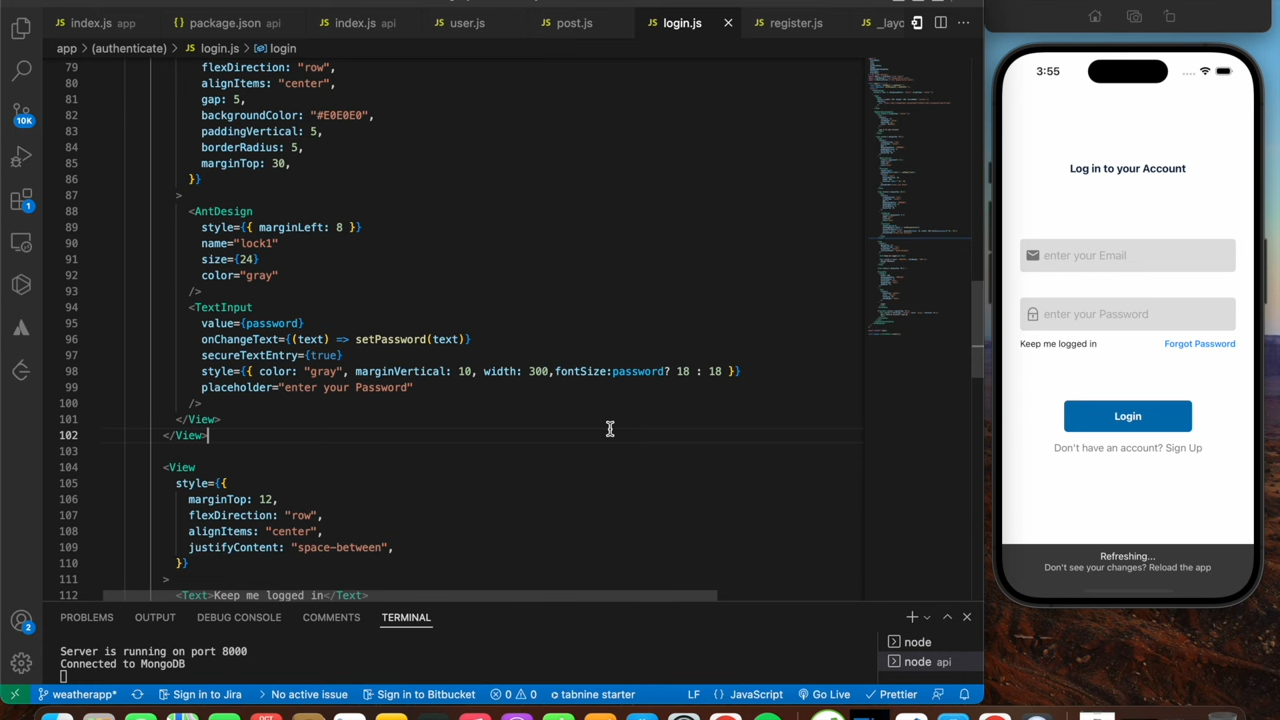 index.js app
package.json api
index.js api
user.js
post.js
login.js
register.js
_layo
app > (authenticate) > login.js > login
79 flexDirection: "row",
80 alignItems: "center",
81 gap: 5,
82 backgroundColor: "#E0E0E0",
83 paddingVertical: 5,
84 borderRadius: 5,
85 marginTop: 30,
86 }}
87 >
88 <AntDesign
89 style={{ marginLeft: 8 }}
90 name="lock1"
91 size={24}
92 color="gray"
93 />
94 <TextInput
95 value={password}
96 onChangeText={(text) => setPassword(text)}
97 secureTextEntry={true}
98 style={{ color: "gray", marginVertical: 10, width: 300,fontSize:password? 18 : 18 }}
99 placeholder="enter your Password"
100 />
101 </View>
102 </View>
103
104 <View
105 style={{
106 marginTop: 12,
107 flexDirection: "row",
108 alignItems: "center",
109 justifyContent: "space-between",
110 }}
111 >
112 <Text>Keep me logged in</Text>
10K
1
2
PROBLEMS OUTPUT DEBUG CONSOLE COMMENTS TERMINAL
Server is running on port 8000
Connected to MongoDB
node
node api
weatherapp* Sign in to Jira No active issue Sign in to Bitbucket 0 0 tabnine starter LF {} JavaScript Go Live Prettier
3:55
Log in to your Account
enter your Email
enter your Password
Keep me logged in Forgot Password
Login
Don't have an account? Sign Up
Refreshing...
Don't see your changes? Reload the app